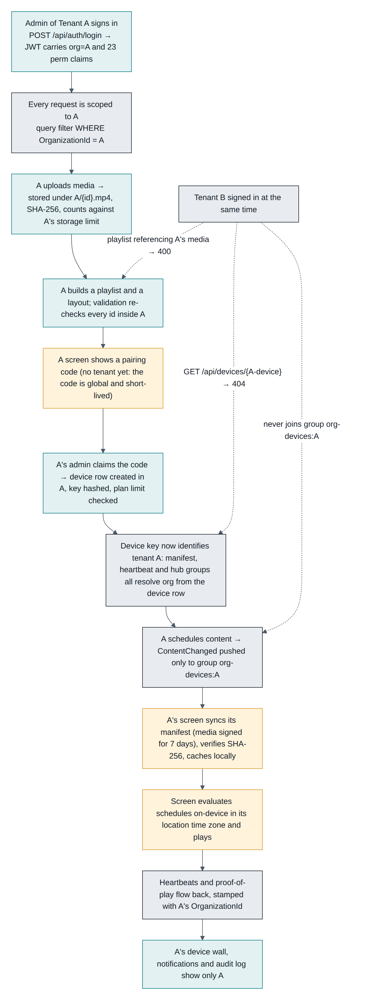 Admin of Tenant A signs in
POST /api/auth/login →
JWT carries org=A and 23
perm claims
Every request is scoped
to A
query filter WHERE
OrganizationId = A
A uploads media →
stored under A/{id}.mp4,
SHA-256, counts against
A's storage limit
Tenant B signed in at the
same time
playlist referencing A's media
→ 400
A builds a playlist and a
layout; validation re-
checks every id inside A
A screen shows a pairing
code (no tenant yet: the
code is global and short-
lived)
GET /api/devices/{A-device}
→ 404
never joins group org-
devices:A
A's admin claims the code
→ device row created in
A, key hashed, plan limit
checked
Device key now identifies
tenant A: manifest,
heartbeat and hub groups
all resolve org from the
device row
A schedules content →
ContentChanged pushed
only to group org-
devices:A
A's screen syncs its
manifest (media signed
for 7 days), verifies SHA-
256, caches locally
Screen evaluates
schedules on-device in its
location time zone and
plays
Heartbeats and proof-of-
play flow back, stamped
with A's OrganizationId
A's device wall,
notifications and audit log
show only A